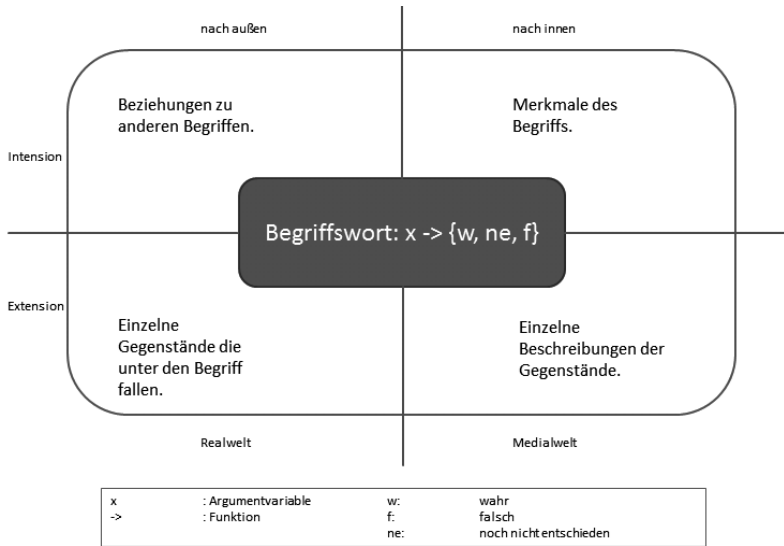 nach außen
nach innen
Beziehungen zu
anderen Begriffen.
Merkmale des
Begriffs.
Intension
Begriffswort: x -> {w, ne, f}
Extension
Einzelne
Gegenstände die
unter den Begriff
fallen.
Einzelne
Beschreibungen der
Gegenstände.
Realwelt
Medialwelt
x : Argumentvariable w: wahr
-> : Funktion f: falsch
ne: noch nicht entschieden